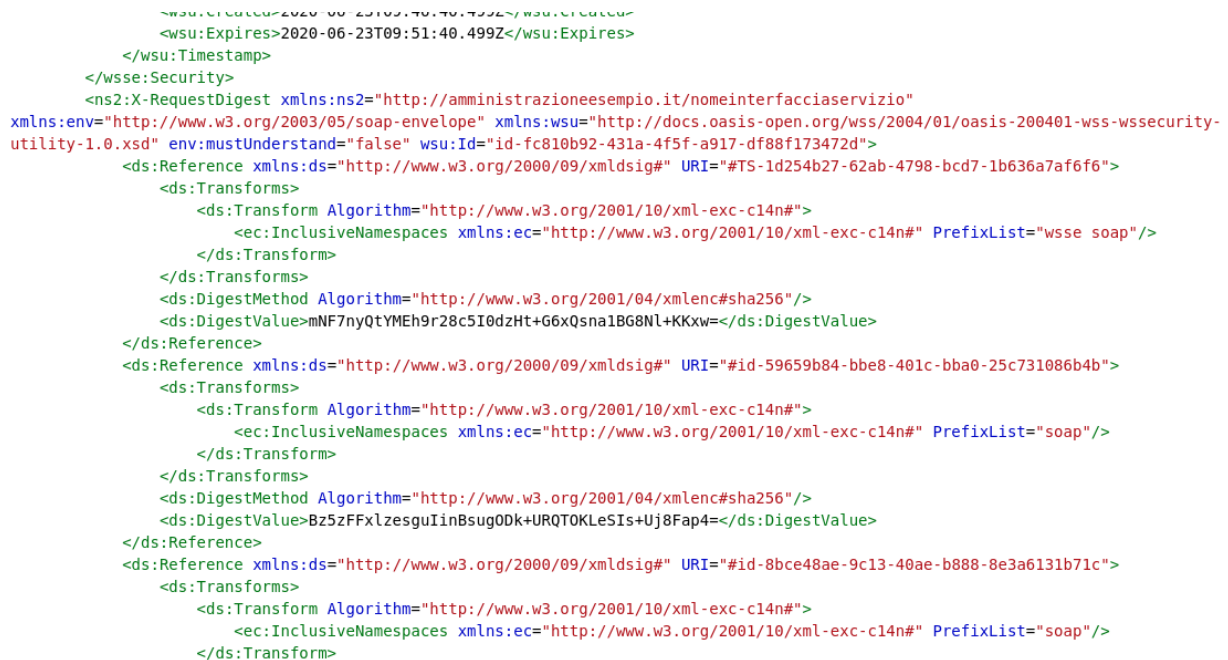 <wsu:Created>2020-06-23T09:46:40.499Z</wsu:Created>
<wsu:Expires>2020-06-23T09:51:40.499Z</wsu:Expires>
</wsu:Timestamp>
</wsse:Security>
<ns2:X-RequestDigest xmlns:ns2="http://amministrazioneesempio.it/nomeinterfacciaservizio"
xmlns:env="http://www.w3.org/2003/05/soap-envelope" xmlns:wsu="http://docs.oasis-open.org/wss/2004/01/oasis-200401-wss-wssecurity-
utility-1.0.xsd" env:mustUnderstand="false" wsu:Id="id-fc810b92-431a-4f5f-a917-df88f173472d">
<ds:Reference xmlns:ds="http://www.w3.org/2000/09/xmldsig#" URI="#TS-1d254b27-62ab-4798-bcd7-1b636a7af6f6">
<ds:Transforms>
<ds:Transform Algorithm="http://www.w3.org/2001/10/xml-exc-c14n#">
<ec:InclusiveNamespaces xmlns:ec="http://www.w3.org/2001/10/xml-exc-c14n#" PrefixList="wsse soap"/>
</ds:Transform>
</ds:Transforms>
<ds:DigestMethod Algorithm="http://www.w3.org/2001/04/xmlenc#sha256"/>
<ds:DigestValue>mNF7nyQtYMEh9r28c5I0dzHt+G6xQsna1BG8Nl+KKxw=</ds:DigestValue>
</ds:Reference>
<ds:Reference xmlns:ds="http://www.w3.org/2000/09/xmldsig#" URI="#id-59659b84-bbe8-401c-bba0-25c731086b4b">
<ds:Transforms>
<ds:Transform Algorithm="http://www.w3.org/2001/10/xml-exc-c14n#">
<ec:InclusiveNamespaces xmlns:ec="http://www.w3.org/2001/10/xml-exc-c14n#" PrefixList="soap"/>
</ds:Transform>
</ds:Transforms>
<ds:DigestMethod Algorithm="http://www.w3.org/2001/04/xmlenc#sha256"/>
<ds:DigestValue>Bz5zFFxlzesguIinBsugODk+URQTOKLeSIs+Uj8Fap4=</ds:DigestValue>
</ds:Reference>
<ds:Reference xmlns:ds="http://www.w3.org/2000/09/xmldsig#" URI="#id-8bce48ae-9c13-40ae-b888-8e3a6131b71c">
<ds:Transforms>
<ds:Transform Algorithm="http://www.w3.org/2001/10/xml-exc-c14n#">
<ec:InclusiveNamespaces xmlns:ec="http://www.w3.org/2001/10/xml-exc-c14n#" PrefixList="soap"/>
</ds:Transform>